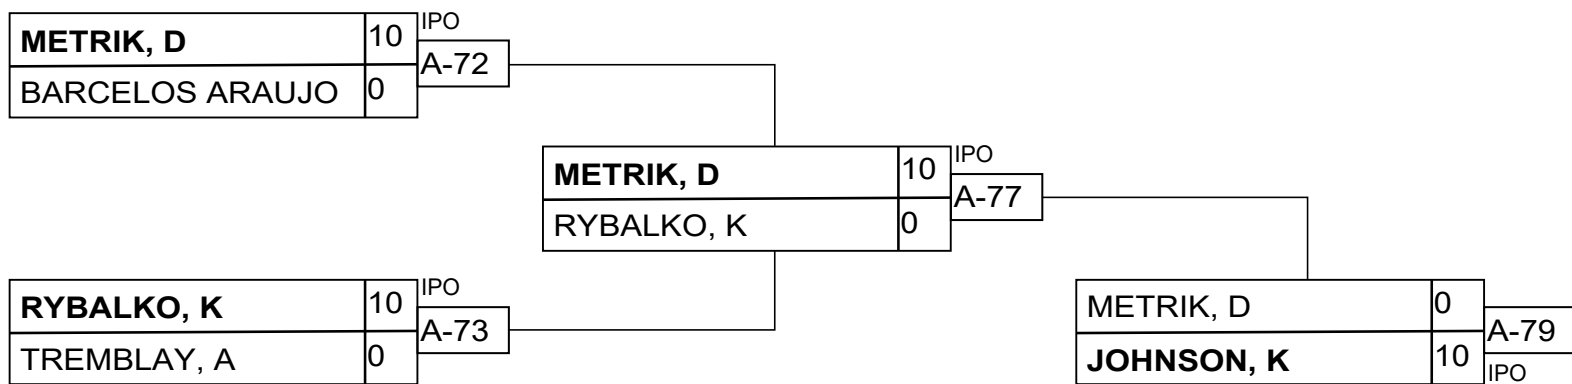 METRIK, D 10 IPO
A-72
BARCELOS ARAUJO 0
METRIK, D 10 IPO
A-77
RYBALKO, K 0
RYBALKO, K 10 IPO
A-73
TREMBLAY, A 0
METRIK, D 0
A-79
JOHNSON, K 10 IPO